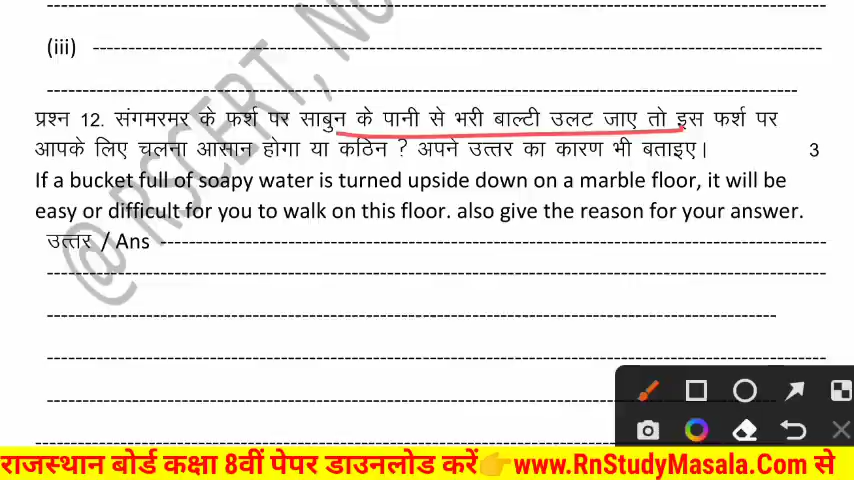 (iii) --------------------
प्रश्न 12. संगमरमर के फर्श पर साबुन के पानी से भरी बाल्टी उलट जाए तो इस फर्श पर
आपके लिए चलना आसान होगा या कठिन ? अपने उत्तर का कारण भी बताइए। 3
If a bucket full of soapy water is turned upside down on a marble floor, it will be
easy or difficult for you to walk on this floor. also give the reason for your answer.
उत्तर / Ans --------------------
@ RSCERT,
राजस्थान बोर्ड कक्षा 8वीं पेपर डाउनलोड करें👉www.RnStudyMasala.Com से